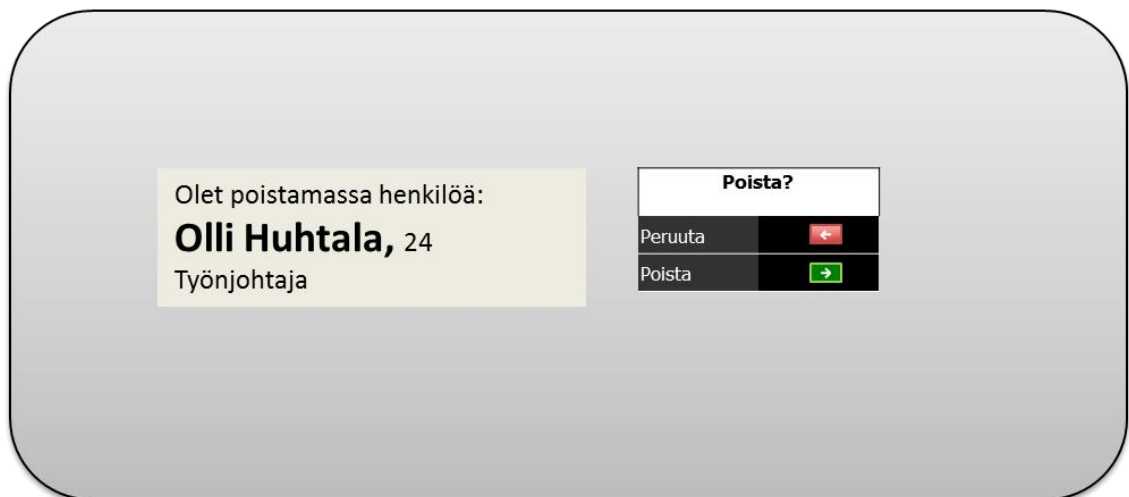 Olet poistamassa henkilöä:
Olli Huhtala, 24
Työnjohtaja
Poista?
Peruuta
Poista